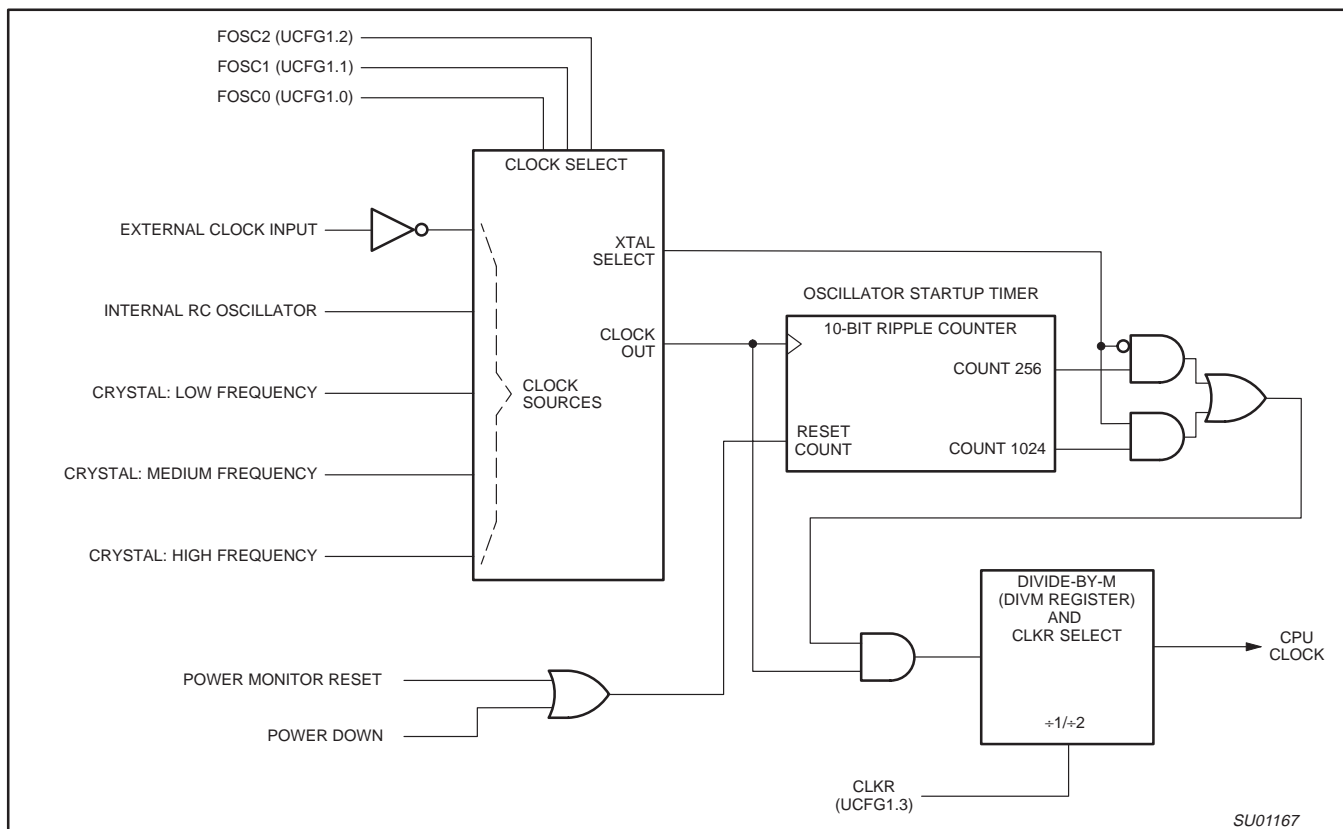 FOSC2 (UCFG1.2)
FOSC1 (UCFG1.1)
FOSC0 (UCFG1.0)
CLOCK SELECT
EXTERNAL CLOCK INPUT
XTAL
SELECT
INTERNAL RC OSCILLATOR
OSCILLATOR STARTUP TIMER
10-BIT RIPPLE COUNTER
CLOCK
OUT
COUNT 256
CRYSTAL: LOW FREQUENCY
CLOCK
SOURCES
RESET
COUNT
COUNT 1024
CRYSTAL: MEDIUM FREQUENCY
CRYSTAL: HIGH FREQUENCY
DIVIDE-BY-M
(DIVM REGISTER)
AND
CLKR SELECT
CPU
CLOCK
POWER MONITOR RESET
POWER DOWN
÷1/÷2
CLKR
(UCFG1.3)
SU01167